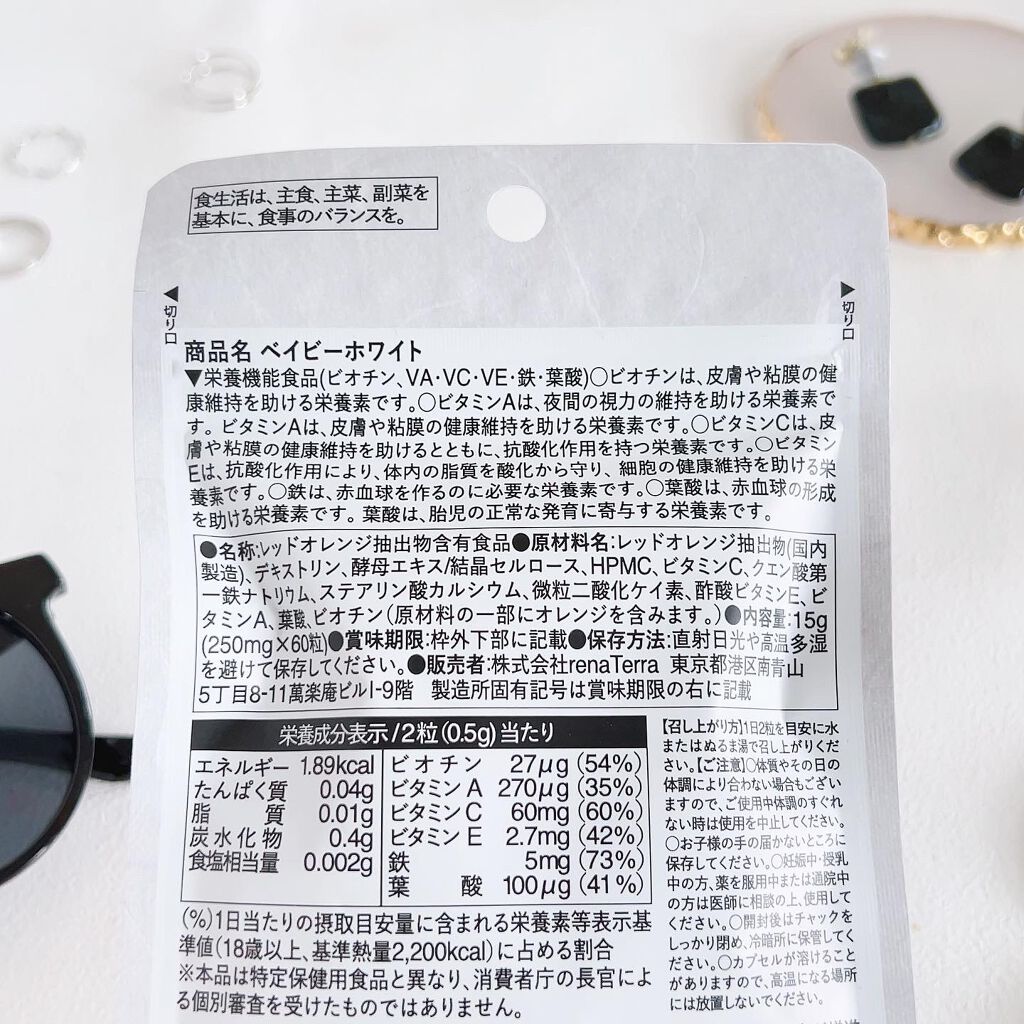 食生活は、主食、主菜、副菜を
基本に、食事のバランスを。
◀切り口
▶切り口
商品名 ベイビーホワイト
▼栄養機能食品(ビオチン、VA・VC・VE・鉄・葉酸)○ビオチンは、皮膚や粘膜の健
康維持を助ける栄養素です。○ビタミンAは、夜間の視力の維持を助ける栄養素で
す。ビタミンAは、皮膚や粘膜の健康維持を助ける栄養素です。○ビタミンCは、皮
膚や粘膜の健康維持を助けるとともに、抗酸化作用を持つ栄養素です。○ビタミン
Eは、抗酸化作用により、体内の脂質を酸化から守り、細胞の健康維持を助ける栄
養素です。○鉄は、赤血球を作るのに必要な栄養素です。○葉酸は、赤血球の形成
を助ける栄養素です。葉酸は、胎児の正常な発育に寄与する栄養素です。
●名称:レッドオレンジ抽出物含有食品●原材料名:レッドオレンジ抽出物(国内
製造)、デキストリン、酵母エキス/結晶セルロース、HPMC、ビタミンC、クエン酸第
一鉄ナトリウム、ステアリン酸カルシウム、微粒二酸化ケイ素、酢酸ビタミンE、ビ
タミンA、葉酸、ビオチン(原材料の一部にオレンジを含みます。)●内容量:15g
(250mg×60粒)●賞味期限:枠外下部に記載●保存方法:直射日光や高温多湿
を避けて保存してください。●販売者:株式会社renaTerra 東京都港区南青山
5丁目8-11萬楽庵ビルI-9階 製造所固有記号は賞味期限の右に記載
栄養成分表示/2粒(0.5g)当たり
エネルギー 1.89kcal
たんぱく質 0.04g
脂質 0.01g
炭水化物 0.4g
食塩相当量 0.002g
ビオチン 27μg (54%)
ビタミンA 270μg (35%)
ビタミンC 60mg (60%)
ビタミンE 2.7mg (42%)
鉄 5mg (73%)
葉酸 100μg (41%)
(%)1日当たりの摂取目安量に含まれる栄養素等表示基
準値(18歳以上、基準熱量2,200kcal)に占める割合
※本品は特定保健用食品と異なり、消費者庁の長官によ
る個別審査を受けたものではありません。
【召し上がり方】1日2粒を目安に水
またはぬるま湯で召し上がりくだ
さい。【ご注意】○体質やその日の
体調により合わない場合もござい
ますので、ご使用中体調のすぐれ
ない時は使用を中止してください。
○お子様の手の届かないところに
保存してください。○妊娠中・授乳
中の方、薬を服用中または通院中
の方は医師に相談の上、使用して
ください。○開封後はチャックを
しっかり閉め、冷暗所に保管してく
ださい。○カプセルが溶けること
がありますので、高温になる場所
には放置しないでください。